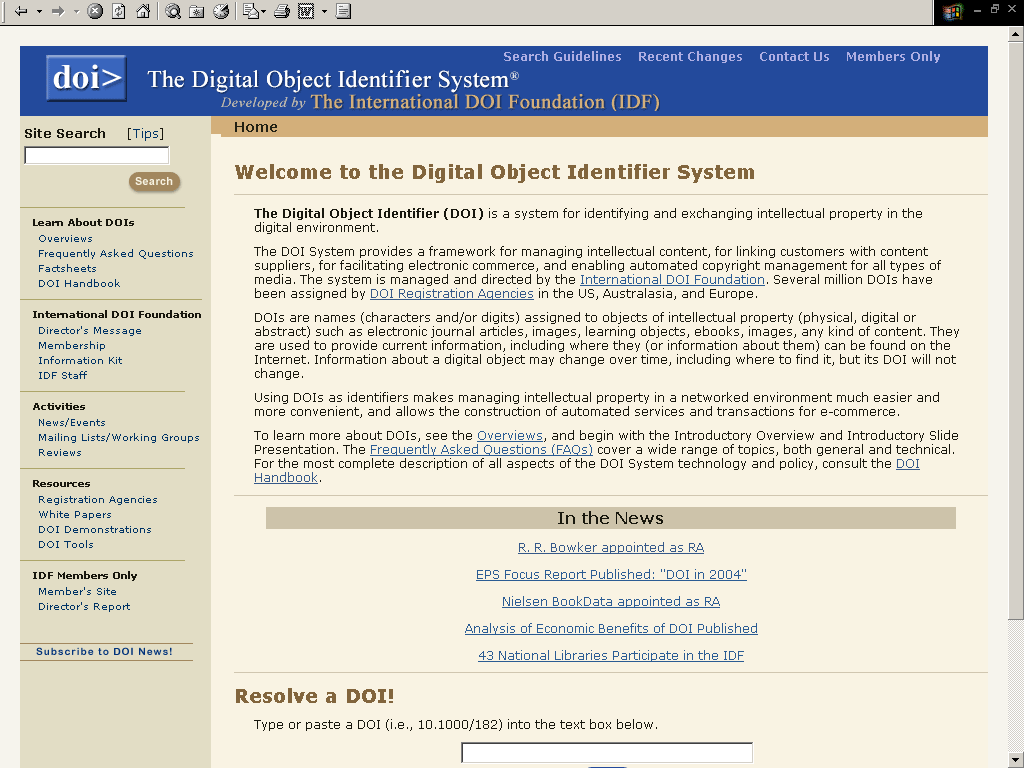 Search Guidelines Recent Changes Contact Us Members Only
doi>
The Digital Object Identifier System®
Developed by The International DOI Foundation (IDF)
Site Search [Tips]
Search
Learn About DOIs
Overviews
Frequently Asked Questions
Factsheets
DOI Handbook
International DOI Foundation
Director's Message
Membership
Information Kit
IDF Staff
Activities
News/Events
Mailing Lists/Working Groups
Reviews
Resources
Registration Agencies
White Papers
DOI Demonstrations
DOI Tools
IDF Members Only
Member's Site
Director's Report
Subscribe to DOI News!
Home
Welcome to the Digital Object Identifier System
The Digital Object Identifier (DOI) is a system for identifying and exchanging intellectual property in the
digital environment.
The DOI System provides a framework for managing intellectual content, for linking customers with content
suppliers, for facilitating electronic commerce, and enabling automated copyright management for all types of
media. The system is managed and directed by the International DOI Foundation. Several million DOIs have
been assigned by DOI Registration Agencies in the US, Australasia, and Europe.
DOIs are names (characters and/or digits) assigned to objects of intellectual property (physical, digital or
abstract) such as electronic journal articles, images, learning objects, ebooks, images, any kind of content. They
are used to provide current information, including where they (or information about them) can be found on the
Internet. Information about a digital object may change over time, including where to find it, but its DOI will not
change.
Using DOIs as identifiers makes managing intellectual property in a networked environment much easier and
more convenient, and allows the construction of automated services and transactions for e-commerce.
To learn more about DOIs, see the Overviews, and begin with the Introductory Overview and Introductory Slide
Presentation. The Frequently Asked Questions (FAQs) cover a wide range of topics, both general and technical.
For the most complete description of all aspects of the DOI System technology and policy, consult the DOI
Handbook.
In the News
R. R. Bowker appointed as RA
EPS Focus Report Published: "DOI in 2004"
Nielsen BookData appointed as RA
Analysis of Economic Benefits of DOI Published
43 National Libraries Participate in the IDF
Resolve a DOI!
Type or paste a DOI (i.e., 10.1000/182) into the text box below.